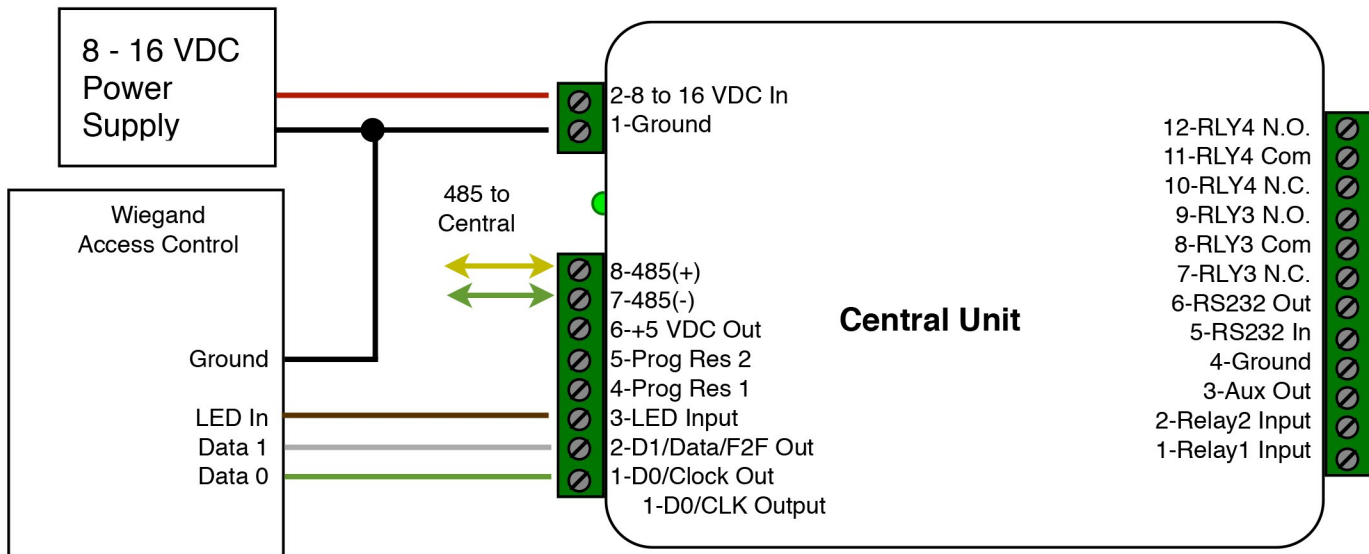 8 - 16 VDC
Power
Supply
Wiegand
Access Control
Ground
LED In
Data 1
Data 0
485 to
Central
2-8 to 16 VDC In
1-Ground
8-485(+)
7-485(-)
6-+5 VDC Out
5-Prog Res 2
4-Prog Res 1
3-LED Input
2-D1/Data/F2F Out
1-D0/Clock Out
1-D0/CLK Output
Central Unit
12-RLY4 N.O.
11-RLY4 Com
10-RLY4 N.C.
9-RLY3 N.O.
8-RLY3 Com
7-RLY3 N.C.
6-RS232 Out
5-RS232 In
4-Ground
3-Aux Out
2-Relay2 Input
1-Relay1 Input